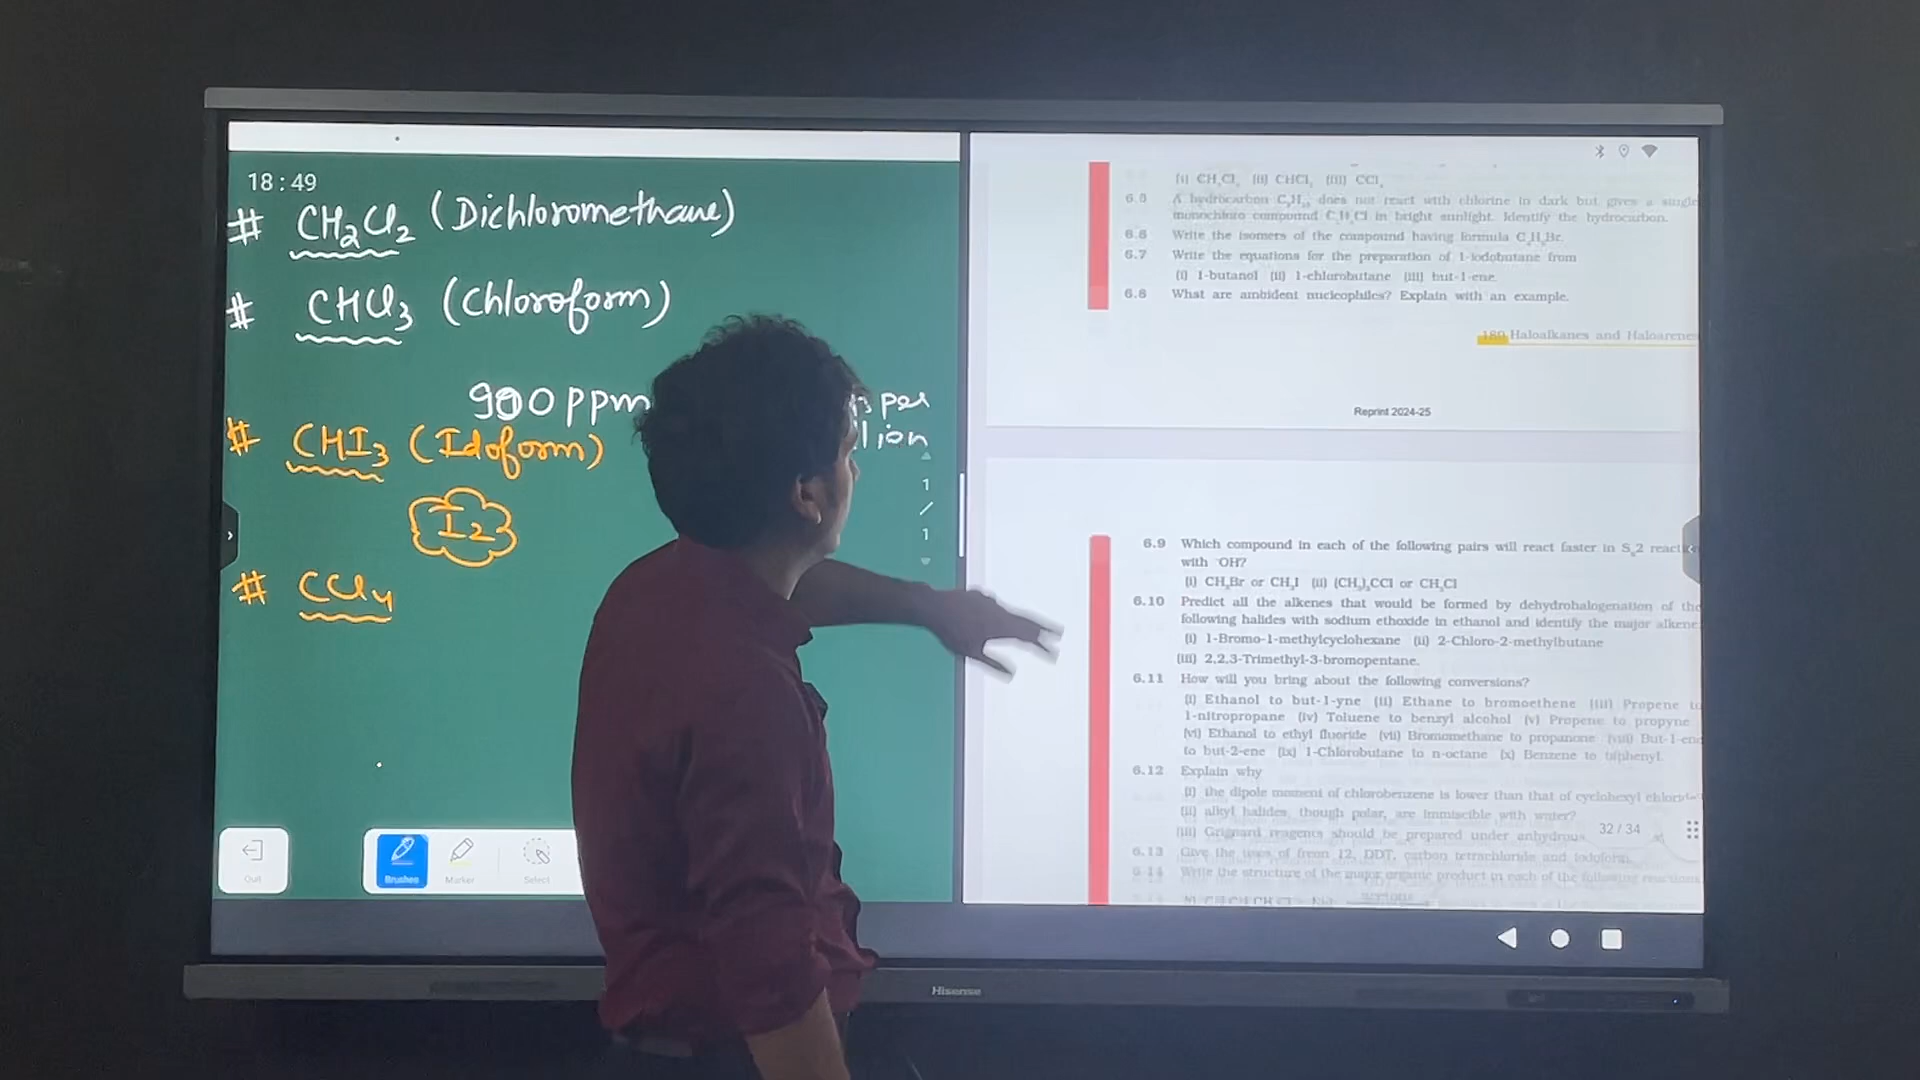 18:49
# CH2Cl2 (Dichloromethane)
# CHCl3 (Chloroform)
900 ppm
per
# CHI3 (Idoform)
I2
# CCl4
1
/
1
Quit
Brushes
Marker
Select
(i) CH2Cl2 (ii) CHCl3 (iii) CCl4
A hydrocarbon C5H10 does not react with chlorine in dark but gives a single
monochloro compound C5H9Cl in bright sunlight. Identify the hydrocarbon.
6.6 Write the isomers of the compound having formula C4H9Br.
6.7 Write the equations for the preparation of 1-iodobutane from
(i) 1-butanol (ii) 1-chlorobutane (iii) but-1-ene.
6.8 What are ambident nucleophiles? Explain with an example.
189 Haloalkanes and Haloarenes
Reprint 2024-25
6.9 Which compound in each of the following pairs will react faster in SN2
with -OH?
(i) CH3Br or CH3I (ii) (CH3)3CCl or CH3Cl
6.10 Predict all the alkenes that would be formed by dehydrohalogenation of the
following halides with sodium ethoxide in ethanol and identify the major alkene
(i) 1-Bromo-1-methylcyclohexane (ii) 2-Chloro-2-methylbutane
(iii) 2,2,3-Trimethyl-3-bromopentane.
6.11 How will you bring about the following conversions?
(i) Ethanol to but-1-yne (ii) Ethane to bromoethene (iii) Propene to
1-nitropropane (iv) Toluene to benzyl alcohol (v) Propene to propyne
(vi) Ethanol to ethyl fluoride (vii) Bromomethane to propanone (viii) But-1-ene
to but-2-ene (ix) 1-Chlorobutane to n-octane (x) Benzene to biphenyl.
6.12 Explain why
(i) the dipole moment of chlorobenzene is lower than that of cyclohexyl
(ii) alkyl halides, though polar, are immiscible with water?
(iii) Grignard reagents should be prepared under
32 / 34
6.13 Give the uses of freon 12, DDT, carbon tetrachloride and iodoform.
6.14 Write the structure of the major organic product in each of the following reactions
Hisense